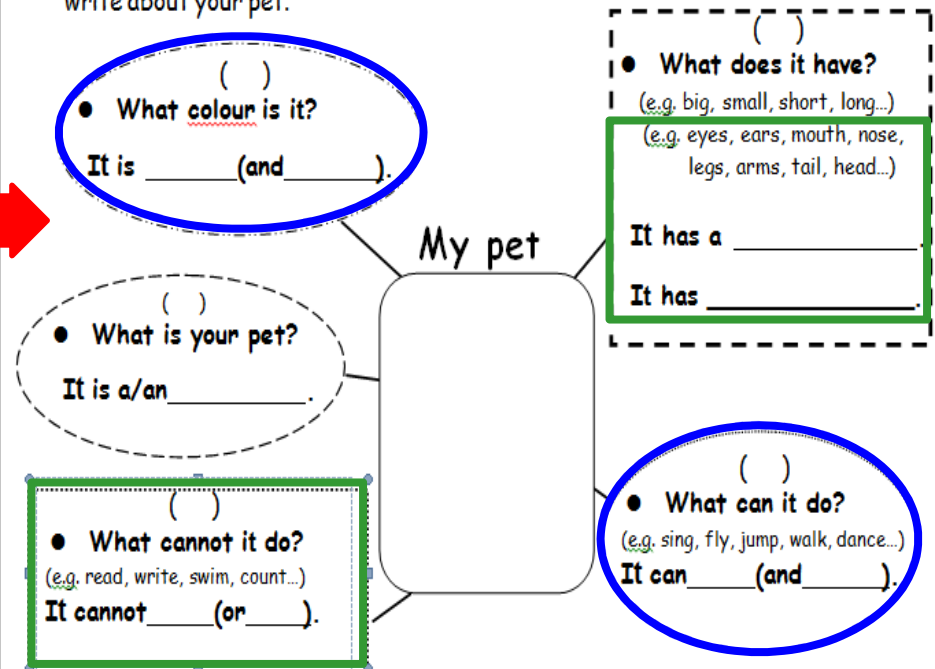 write about your pet.
(   )
● What colour is it?
It is ______(and______).
My pet
(   )
● What does it have?
(e.g. big, small, short, long...)
(e.g. eyes, ears, mouth, nose,
legs, arms, tail, head...)
It has a ____________.
It has ______________.
(   )
● What is your pet?
It is a/an_________.
(   )
● What cannot it do?
(e.g. read, write, swim, count...)
It cannot_____(or____).
(   )
● What can it do?
(e.g. sing, fly, jump, walk, dance...)
It can_____(and______).